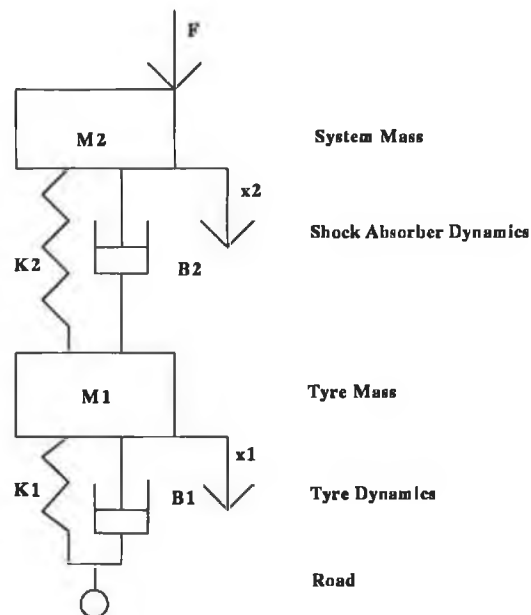 F
M2
System Mass
x2
Shock Absorber Dynamics
K2
B2
M1
Tyre Mass
x1
K1
B1
Tyre Dynamics
Road